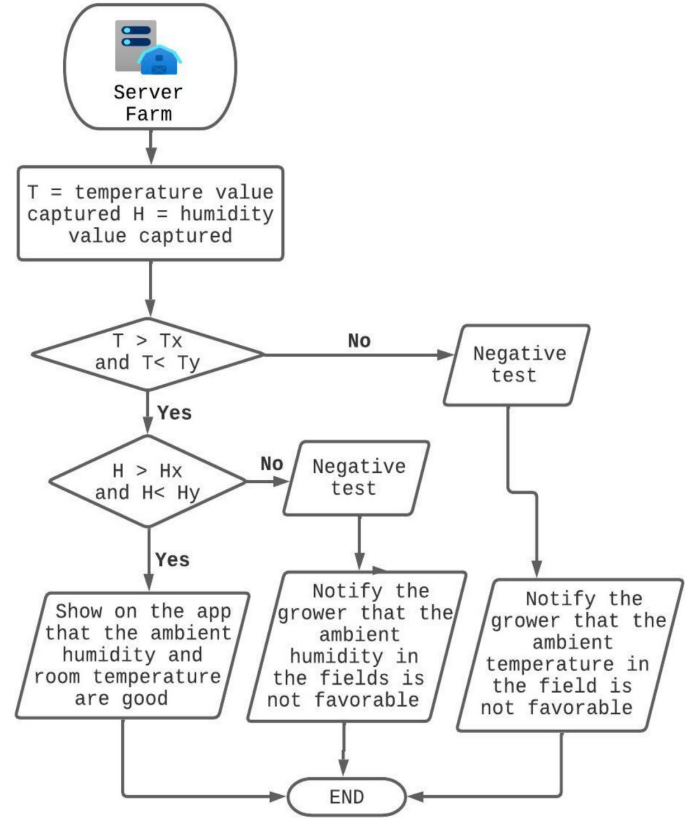 Server
Farm
T = temperature value
captured H = humidity
value captured
T > Tx
and T< Ty
No
Negative
test
Yes
H > Hx
and H< Hy
No
Negative
test
Yes
Show on the app
that the ambient
humidity and
room temperature
are good
Notify the
grower that the
ambient
humidity in
the fields is
not favorable
Notify the
grower that the
ambient
temperature in
the field is
not favorable
END